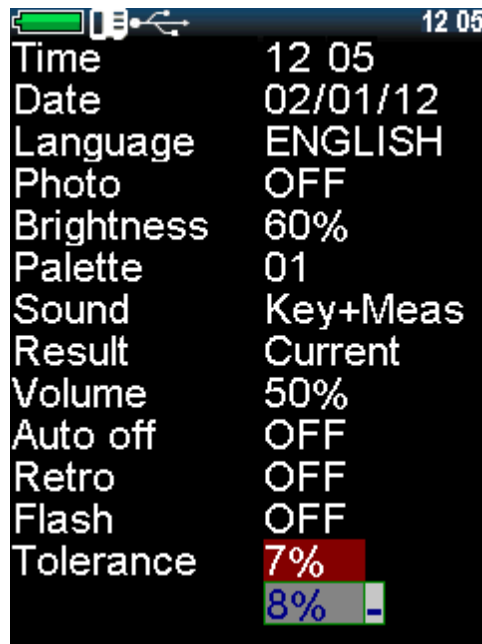 12 05
Time 12 05
Date 02/01/12
Language ENGLISH
Photo OFF
Brightness 60%
Palette 01
Sound Key+Meas
Result Current
Volume 50%
Auto off OFF
Retro OFF
Flash OFF
Tolerance 7%
8% -